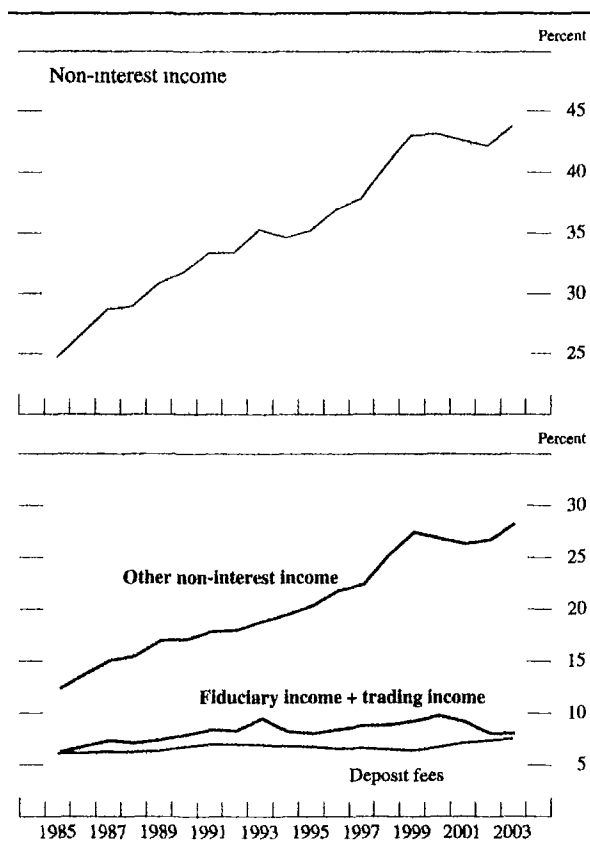 Percent
Non-interest income
45
40
35
30
25
Percent
30
Other non-interest income
25
20
15
Fiduciary income + trading income
10
5
Deposit fees
1985 1987 1989 1991 1993 1995 1997 1999 2001 2003